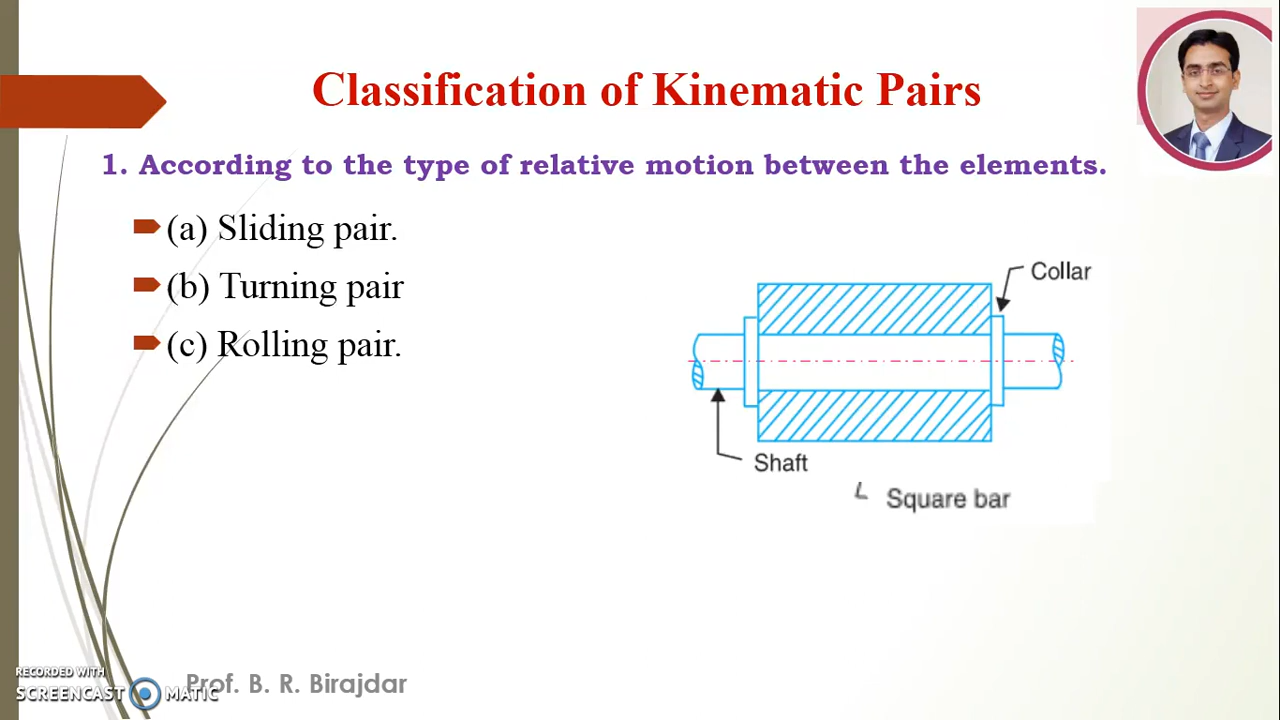 Classification of Kinematic Pairs
1. According to the type of relative motion between the elements.
(a) Sliding pair.
(b) Turning pair
(c) Rolling pair.
Collar
Shaft
Square bar
RECORDED WITH
SCREENCAST MATIC
Prof. B. R. Birajdar